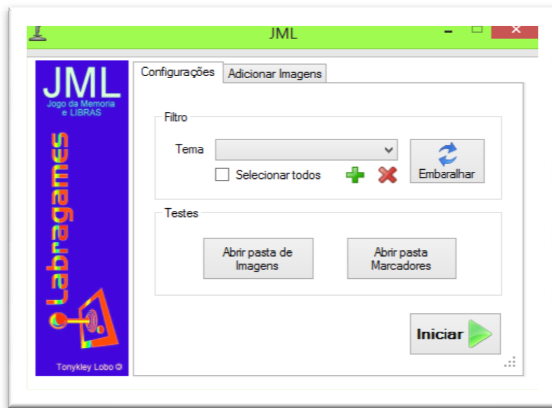 JML
JML
Jogo da Memoria
e LIBRAS
Labragames
Tonykley Lobo ©
Configurações
Adicionar Imagens
Filtro
Tema
Selecionar todos
Embaralhar
Testes
Abrir pasta de
Imagens
Abrir pasta
Marcadores
Iniciar